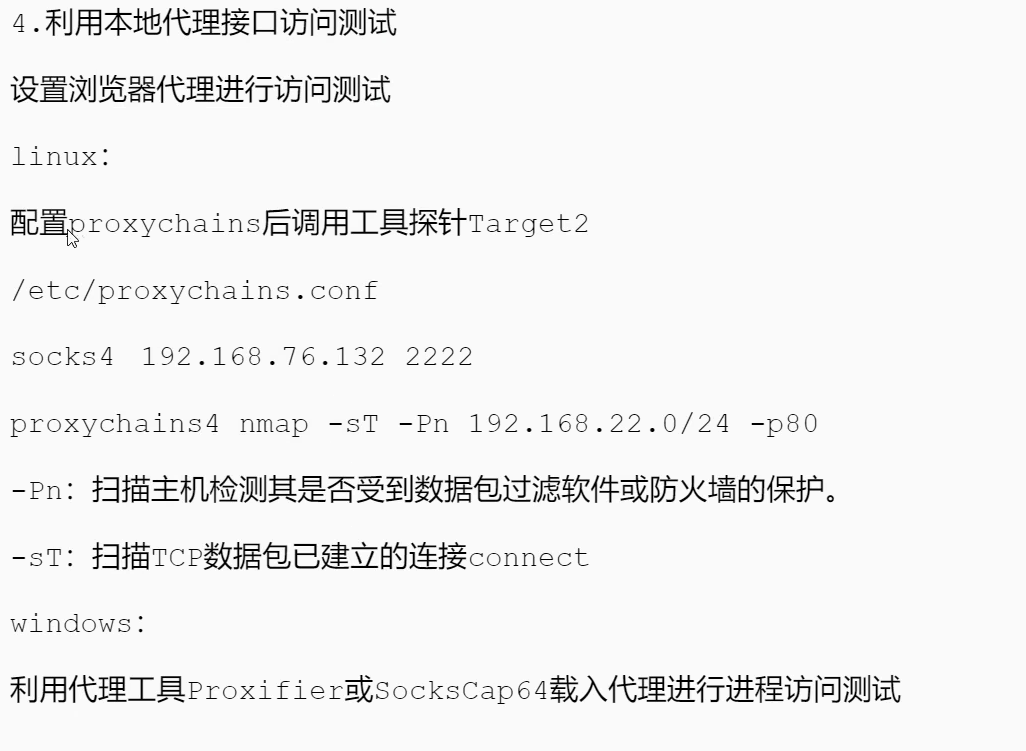 4.利用本地代理接口访问测试
设置浏览器代理进行访问测试
linux：
配置proxychains后调用工具探针Target2
/etc/proxychains.conf
socks4 192.168.76.132 2222
proxychains4 nmap -sT -Pn 192.168.22.0/24 -p80
-Pn：扫描主机检测其是否受到数据包过滤软件或防火墙的保护。
-sT：扫描TCP数据包已建立的连接connect
windows：
利用代理工具Proxifier或SocksCap64载入代理进行进程访问测试